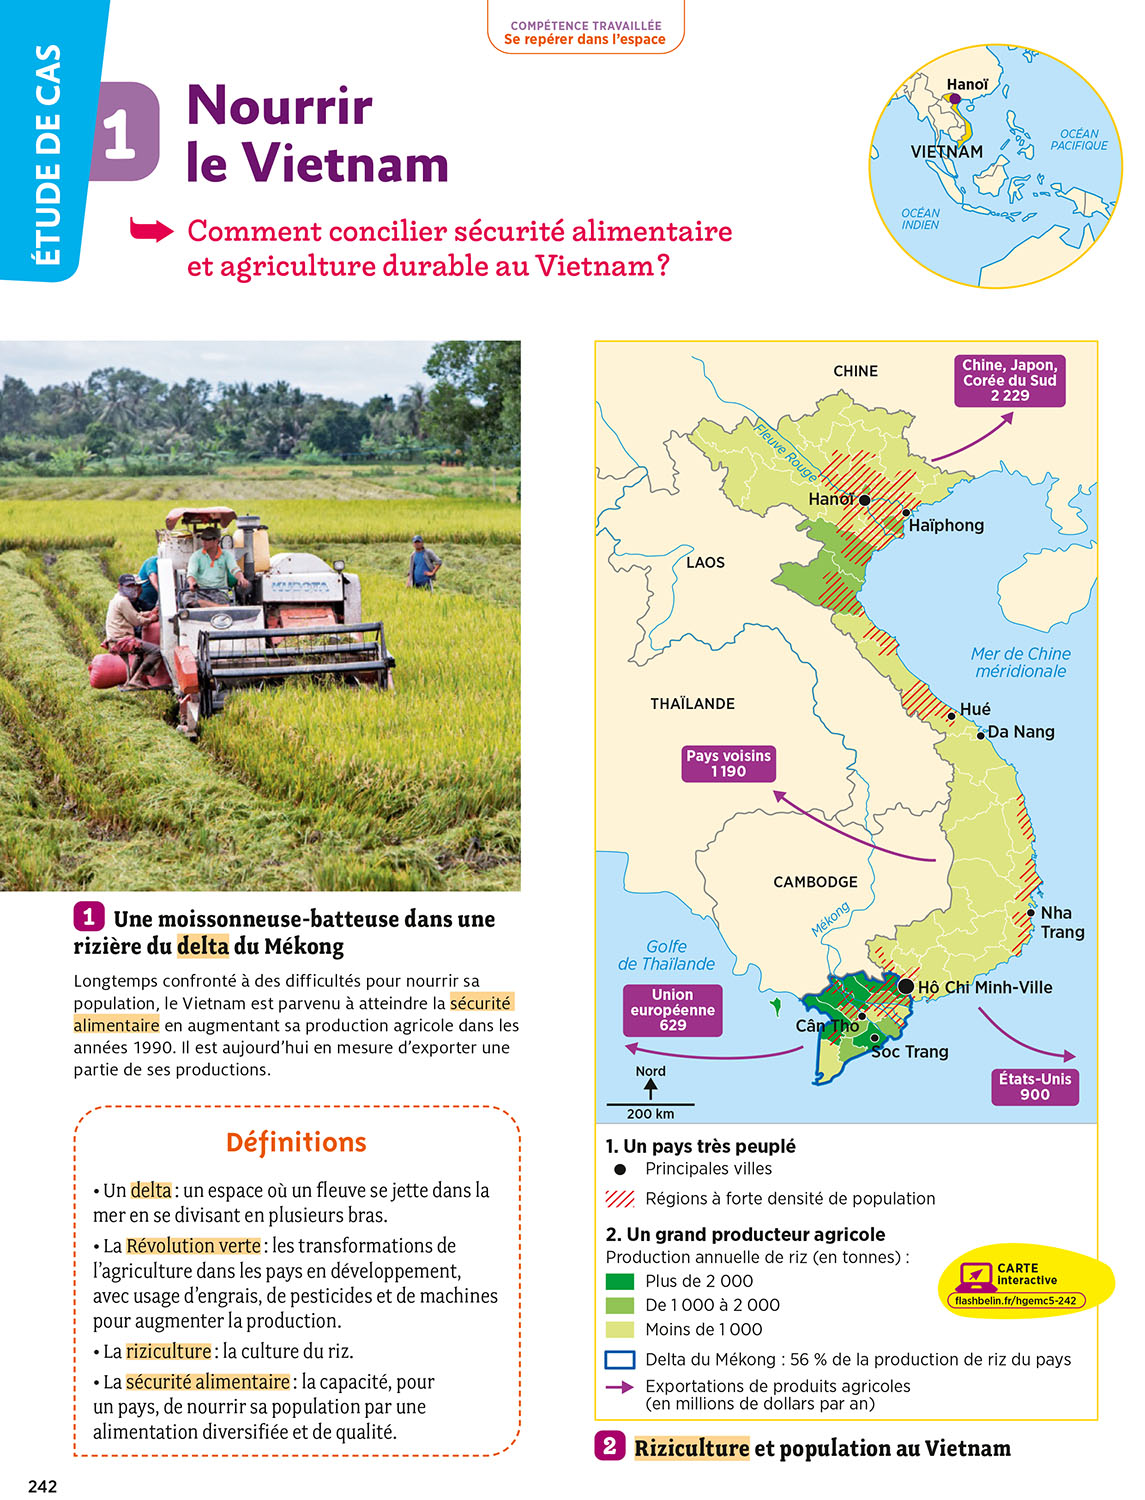 COMPÉTENCE TRAVAILLÉE
Se repérer dans l'espace
ÉTUDE DE CAS
1
Nourrir
le Vietnam
Comment concilier sécurité alimentaire
et agriculture durable au Vietnam ?
Hanoï
VIETNAM
OCÉAN
PACIFIQUE
OCÉAN
INDIEN
KUBOTA
1 Une moissonneuse-batteuse dans une
rizière du delta du Mékong
Longtemps confronté à des difficultés pour nourrir sa
population, le Vietnam est parvenu à atteindre la sécurité
alimentaire en augmentant sa production agricole dans les
années 1990. Il est aujourd'hui en mesure d'exporter une
partie de ses productions.
Définitions
• Un delta : un espace où un fleuve se jette dans la
mer en se divisant en plusieurs bras.
• La Révolution verte : les transformations de
l'agriculture dans les pays en développement,
avec usage d'engrais, de pesticides et de machines
pour augmenter la production.
• La riziculture : la culture du riz.
• La sécurité alimentaire : la capacité, pour
un pays, de nourrir sa population par une
alimentation diversifiée et de qualité.
CHINE
Chine, Japon,
Corée du Sud
2 229
Fleuve Rouge
Hanoï
Haïphong
LAOS
Mer de Chine
méridionale
THAÏLANDE
Hué
Da Nang
Pays voisins
1 190
CAMBODGE
Mékong
Nha
Trang
Golfe
de Thaïlande
Hô Chi Minh-Ville
Union
européenne
629
Cân Tho
Soc Trang
États-Unis
900
Nord
200 km
1. Un pays très peuplé
Principales villes
Régions à forte densité de population
2. Un grand producteur agricole
Production annuelle de riz (en tonnes) :
Plus de 2 000
De 1 000 à 2 000
Moins de 1 000
Delta du Mékong : 56 % de la production de riz du pays
Exportations de produits agricoles
(en millions de dollars par an)
CARTE
interactive
flashbelin.fr/hgemc5-242
2 Riziculture et population au Vietnam
242